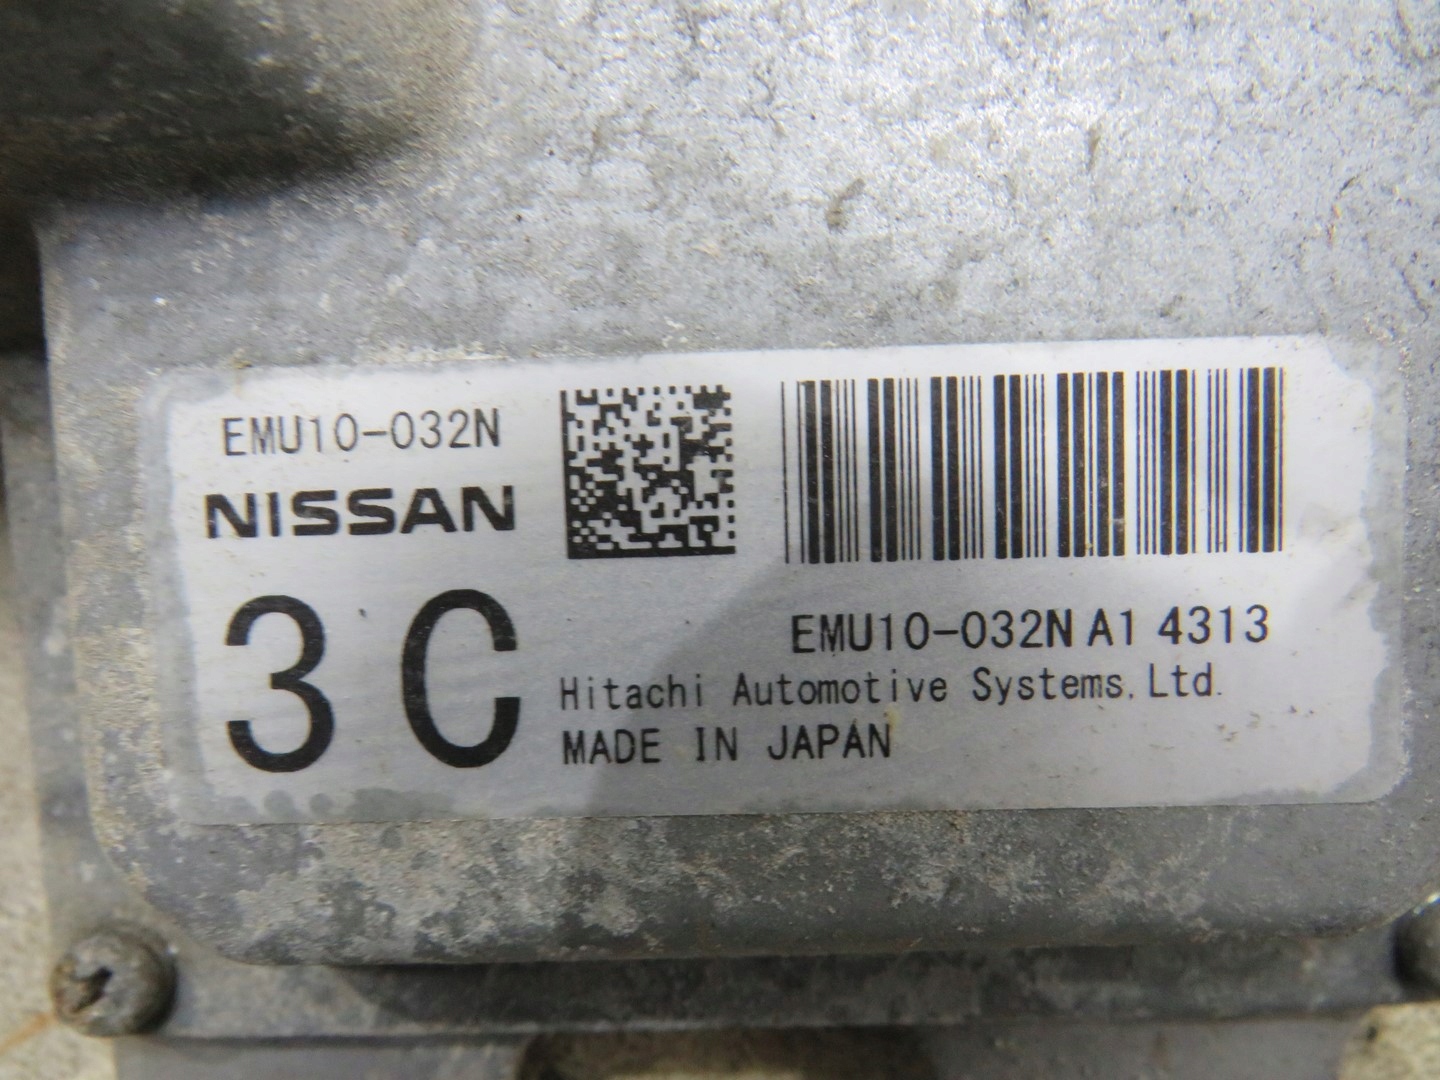 EMU10-032N
NISSAN
3C
EMU10-032N A1 4313
Hitachi Automotive Systems, Ltd.
MADE IN JAPAN